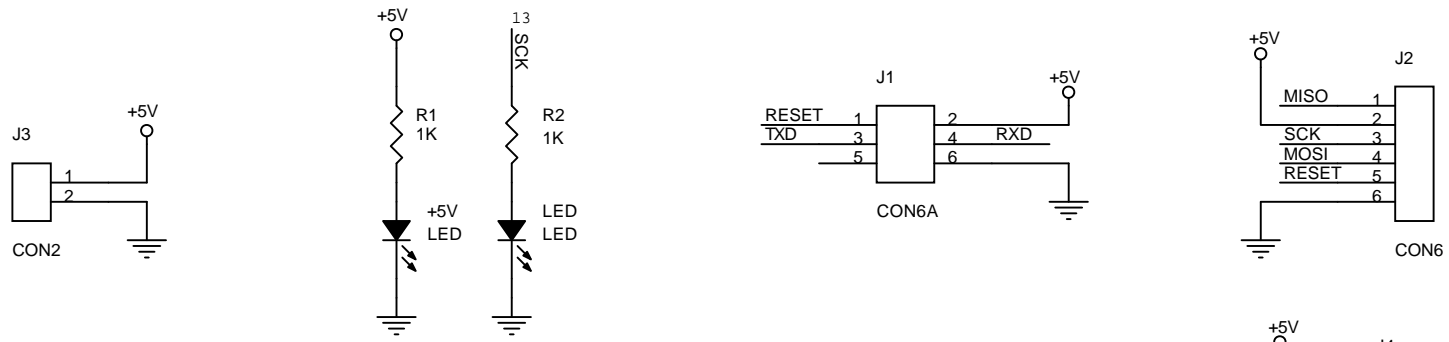 J3
+5V
1
2
CON2
+5V
R1
1K
+5V
LED
13
SCK
R2
1K
LED
LED
J1
+5V
RESET 1 2
TXD 3 4 RXD
5 6
CON6A
+5V
J2
MISO 1
2
SCK 3
MOSI 4
RESET 5
6
CON6
+5V